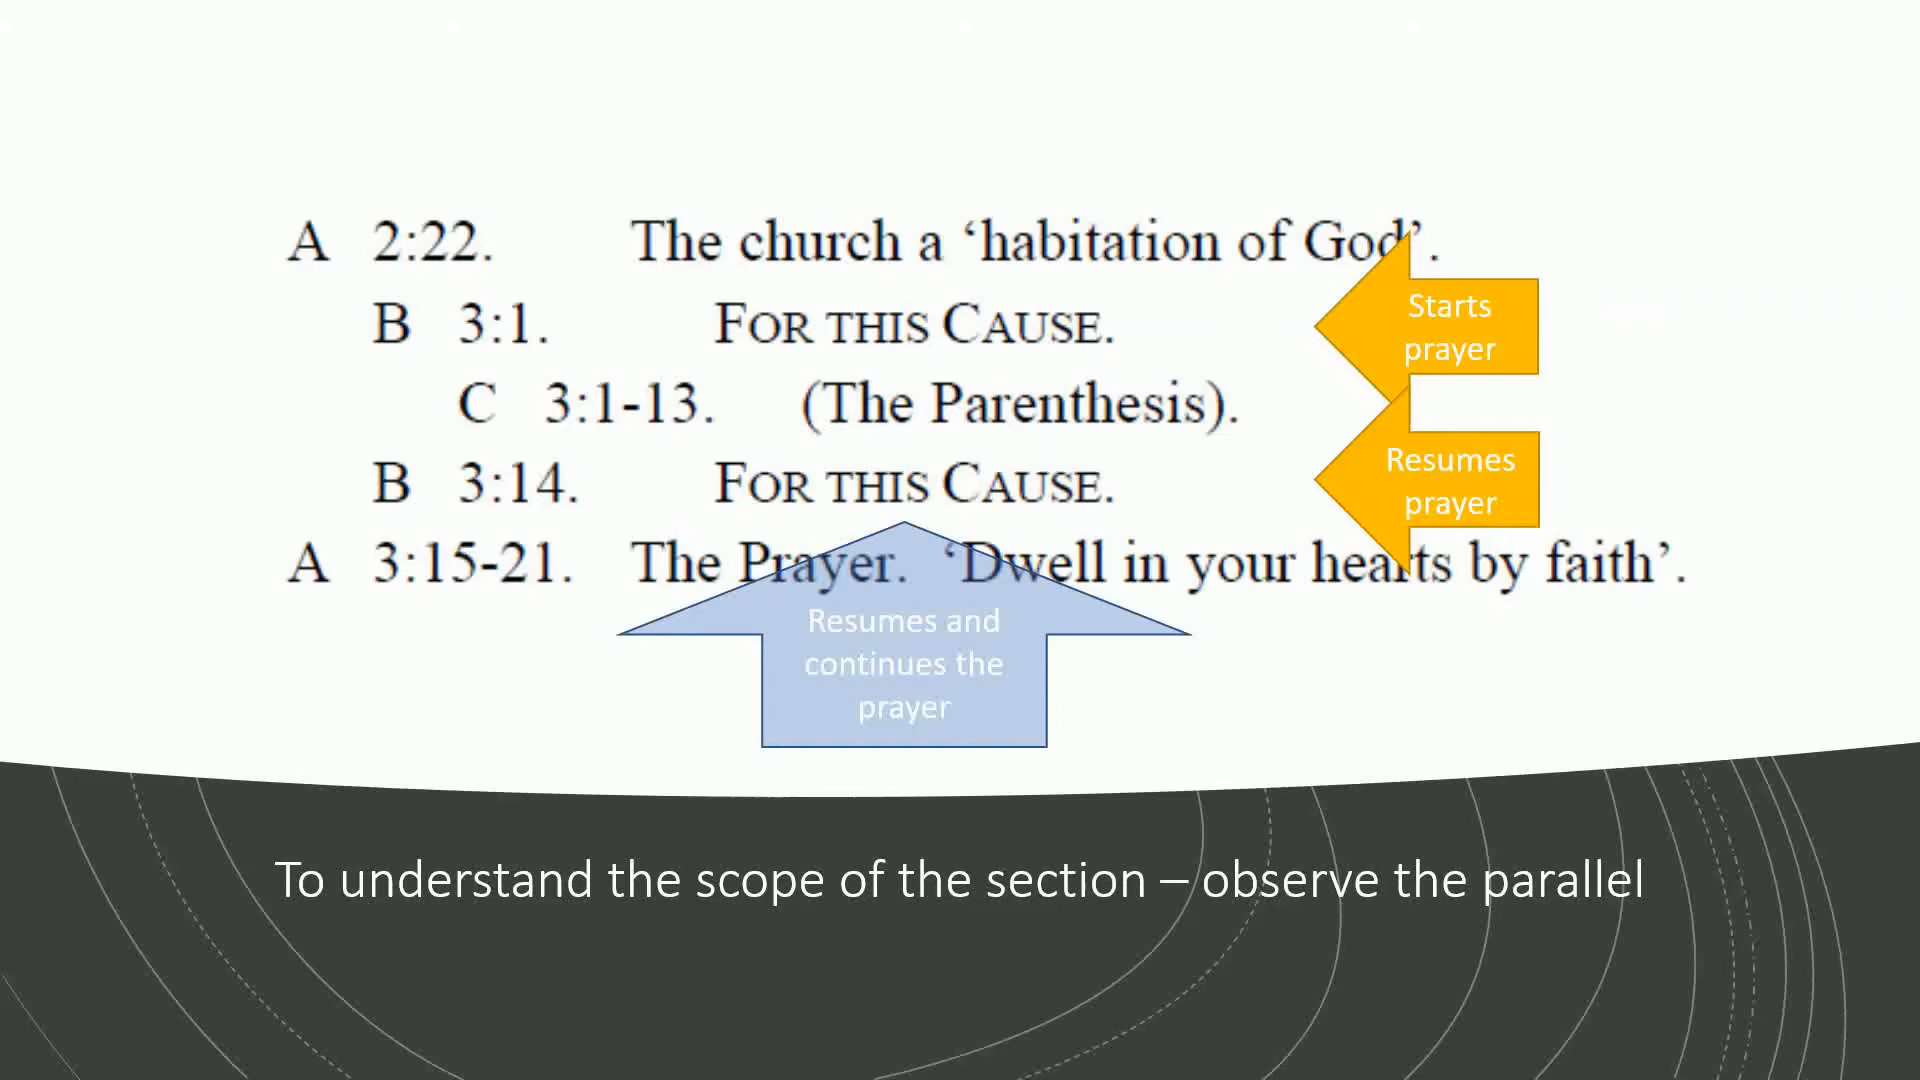 A 2:22. The church a ‘habitation of God’.
B 3:1. FOR THIS CAUSE.
Starts
prayer
C 3:1-13. (The Parenthesis).
B 3:14. FOR THIS CAUSE.
Resumes
prayer
A 3:15-21. The Prayer. ‘Dwell in your hearts by faith’.
Resumes and
continues the
prayer
To understand the scope of the section – observe the parallel